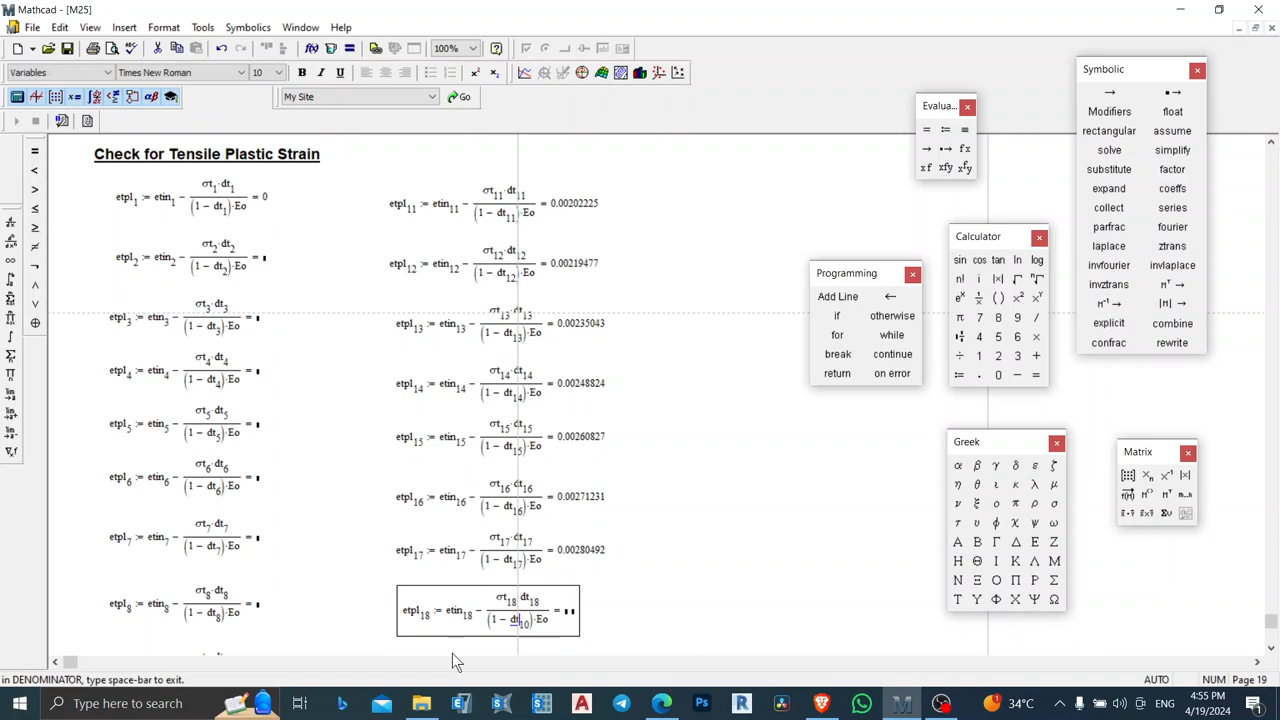 Mathcad - [M25]
File Edit View Insert Format Tools Symbolics Window Help
100%
Variables Times New Roman 10 B I U
My Site Go
Check for Tensile Plastic Strain
etpl1 := etin1 − σt1·dt1 / (1 − dt1)·Eo = 0
etpl2 := etin2 − σt2·dt2 / (1 − dt2)·Eo =
etpl3 := etin3 − σt3·dt3 / (1 − dt3)·Eo =
etpl4 := etin4 − σt4·dt4 / (1 − dt4)·Eo =
etpl5 := etin5 − σt5·dt5 / (1 − dt5)·Eo =
etpl6 := etin6 − σt6·dt6 / (1 − dt6)·Eo =
etpl7 := etin7 − σt7·dt7 / (1 − dt7)·Eo =
etpl8 := etin8 − σt8·dt8 / (1 − dt8)·Eo =
etpl11 := etin11 − σt11·dt11 / (1 − dt11)·Eo = 0.00202225
etpl12 := etin12 − σt12·dt12 / (1 − dt12)·Eo = 0.00219477
etpl13 := etin13 − σt13·dt13 / (1 − dt13)·Eo = 0.00235043
etpl14 := etin14 − σt14·dt14 / (1 − dt14)·Eo = 0.00248824
etpl15 := etin15 − σt15·dt15 / (1 − dt15)·Eo = 0.00260827
etpl16 := etin16 − σt16·dt16 / (1 − dt16)·Eo = 0.00271231
etpl17 := etin17 − σt17·dt17 / (1 − dt17)·Eo = 0.00280492
etpl18 := etin18 − σt18·dt18 / (1 − dt10)·Eo =
Programming
Add Line ←
if otherwise
for while
break continue
return on error
Evalua...
= := ≡
→ •→ fx
xf xfy xfy
Calculator
sin cos tan ln log
n! i |×| √ ⁿ√
eˣ 1/x ( ) x² xʸ
π 7 8 9 /
4 5 6 ×
÷ 1 2 3 +
:= . 0 − =
Symbolic
→ ▪→
Modifiers float
rectangular assume
solve simplify
substitute factor
expand coeffs
collect series
parfrac fourier
laplace ztrans
invfourier invlaplace
invztrans Mᵀ →
M⁻¹ → |M| →
explicit combine
confrac rewrite
Greek
α β γ δ ε ζ
η θ ι κ λ μ
ν ξ ο π ρ σ
τ υ φ χ ψ ω
Α Β Γ Δ Ε Ζ
Η Θ Ι Κ Λ Μ
Ν Ξ Ο Π Ρ Σ
Τ Υ Φ Χ Ψ Ω
Matrix
in DENOMINATOR, type space-bar to exit. AUTO NUM Page 19
Type here to search
34°C
4:55 PM
4/19/2024